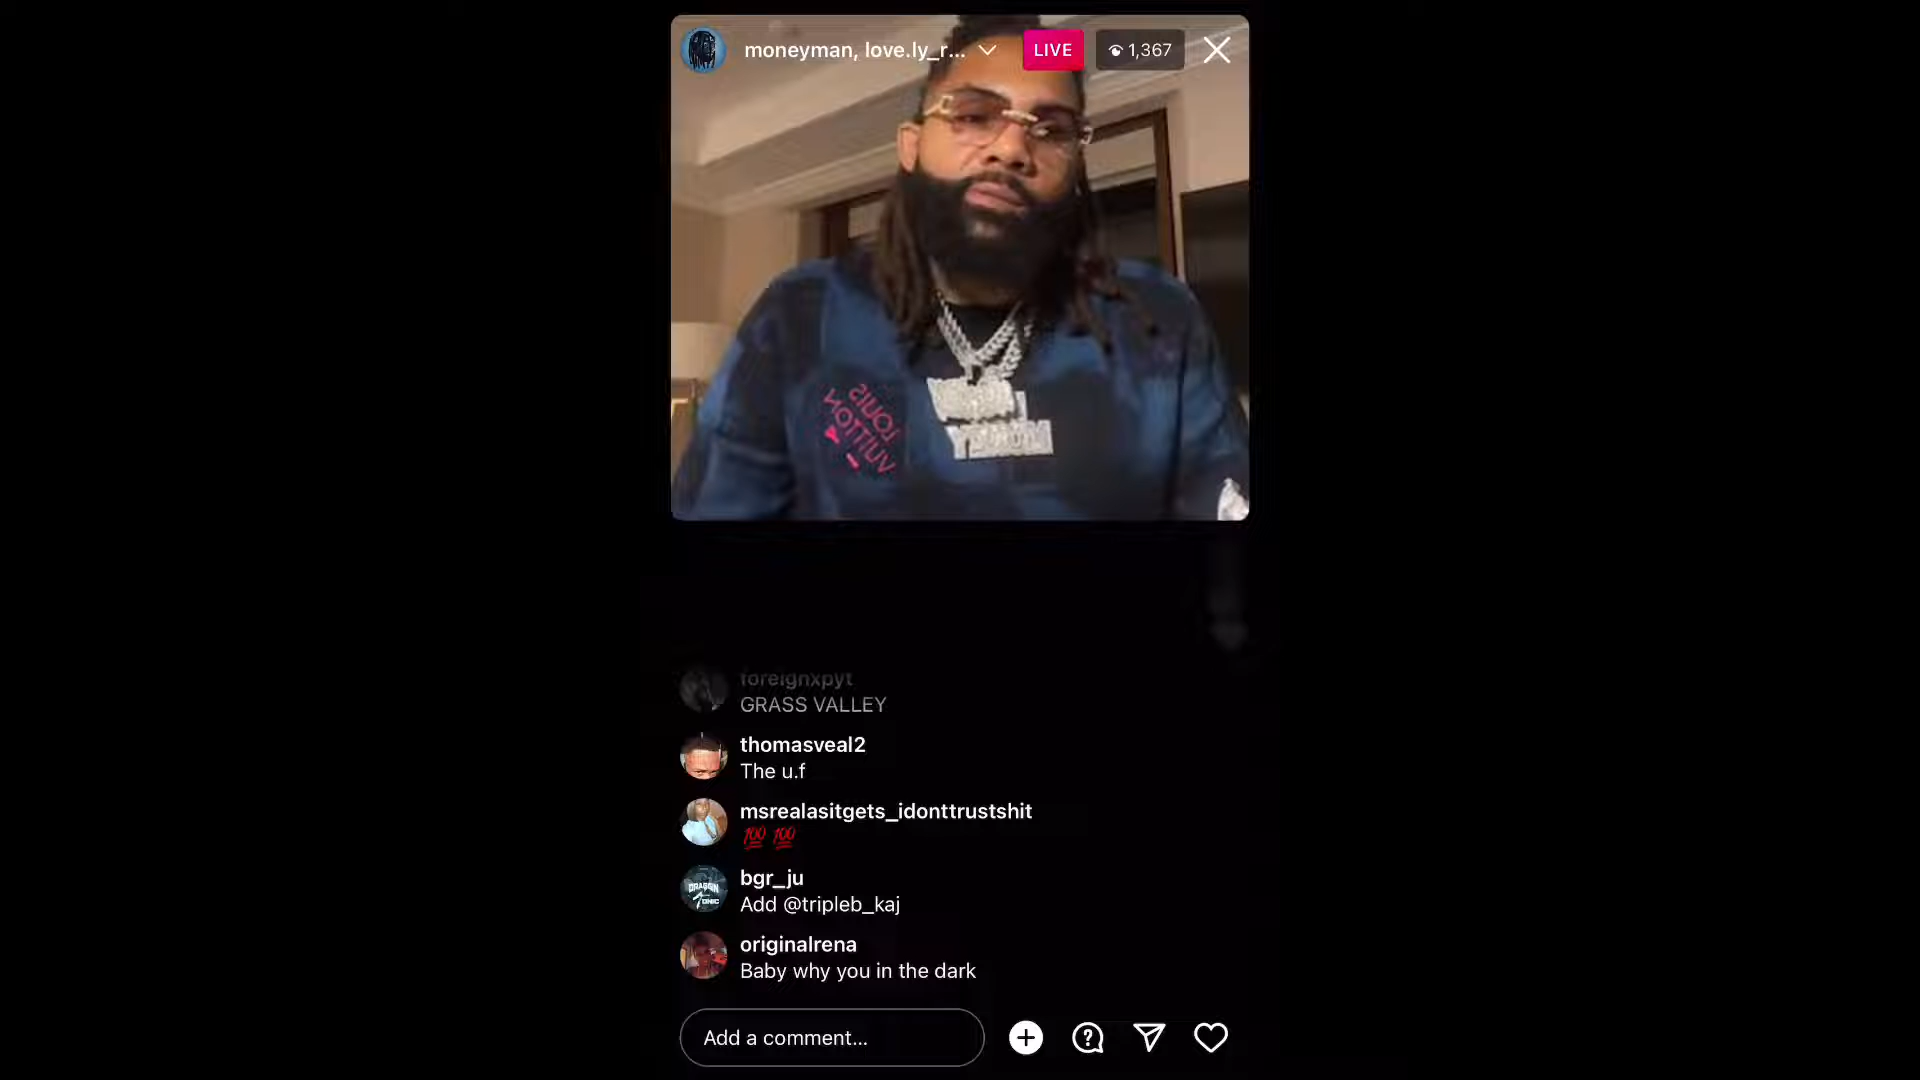 moneyman, love.ly_r...
LIVE
1,367
LOUIS
VUITTON
MONEY
foreignxpyt
GRASS VALLEY
thomasveal2
The u.f
msrealasitgets_idonttrustshit
💯 💯
bgr_ju
Add @tripleb_kaj
originalrena
Baby why you in the dark
Add a comment...